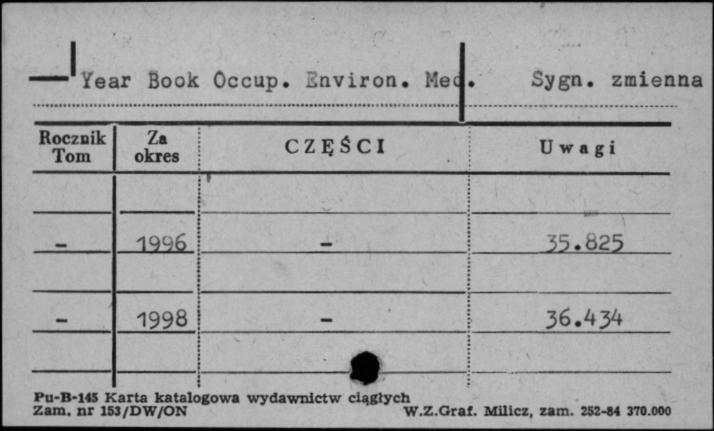 Year Book Occup. Environ. Med. Sygn. zmienna
Rocznik Tom Za okres CZĘŚCI Uwagi
- 1996 - 35.825
- 1998 - 36.434
Pu-B-145 Karta katalogowa wydawnictw ciągłych
Zam. nr 153/DW/ON W.Z.Graf. Milicz, zam. 252-84 370.000